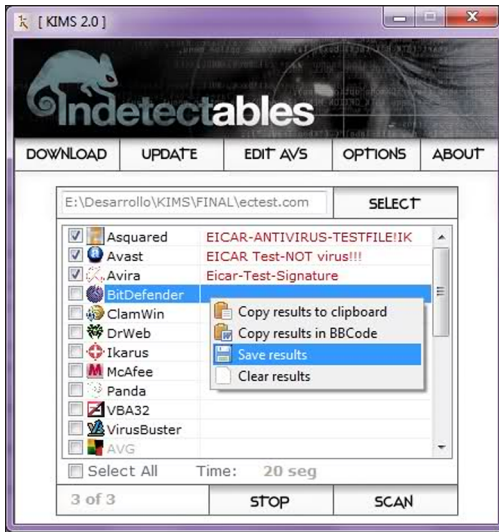 [ KIMS 2.0 ]
Indetectables
DOWNLOAD UPDATE EDIT AVS OPTIONS ABOUT
E:\Desarrollo\KIMS\FINAL\ectest.com SELECT
Asquared EICAR-ANTIVIRUS-TESTFILE!IK
Avast EICAR Test-NOT virus!!!
Avira Eicar-Test-Signature
BitDefender
ClamWin
DrWeb
Ikarus
McAfee
Panda
VBA32
VirusBuster
AVG
Copy results to clipboard
Copy results in BBCode
Save results
Clear results
Select All Time: 20 seg
3 of 3 STOP SCAN